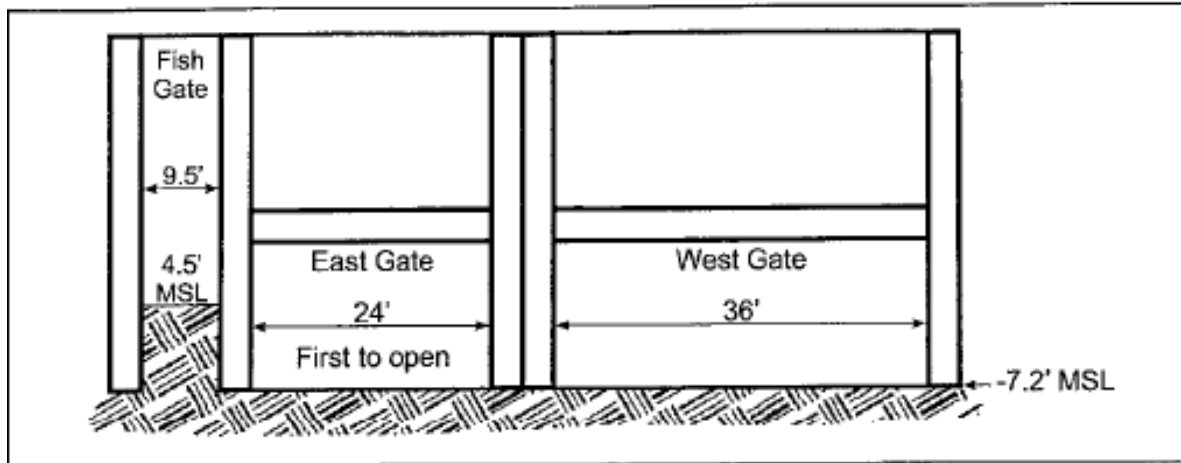 Fish
Gate
9.5'
4.5'
MSL
East Gate
24'
First to open
West Gate
36'
-7.2' MSL